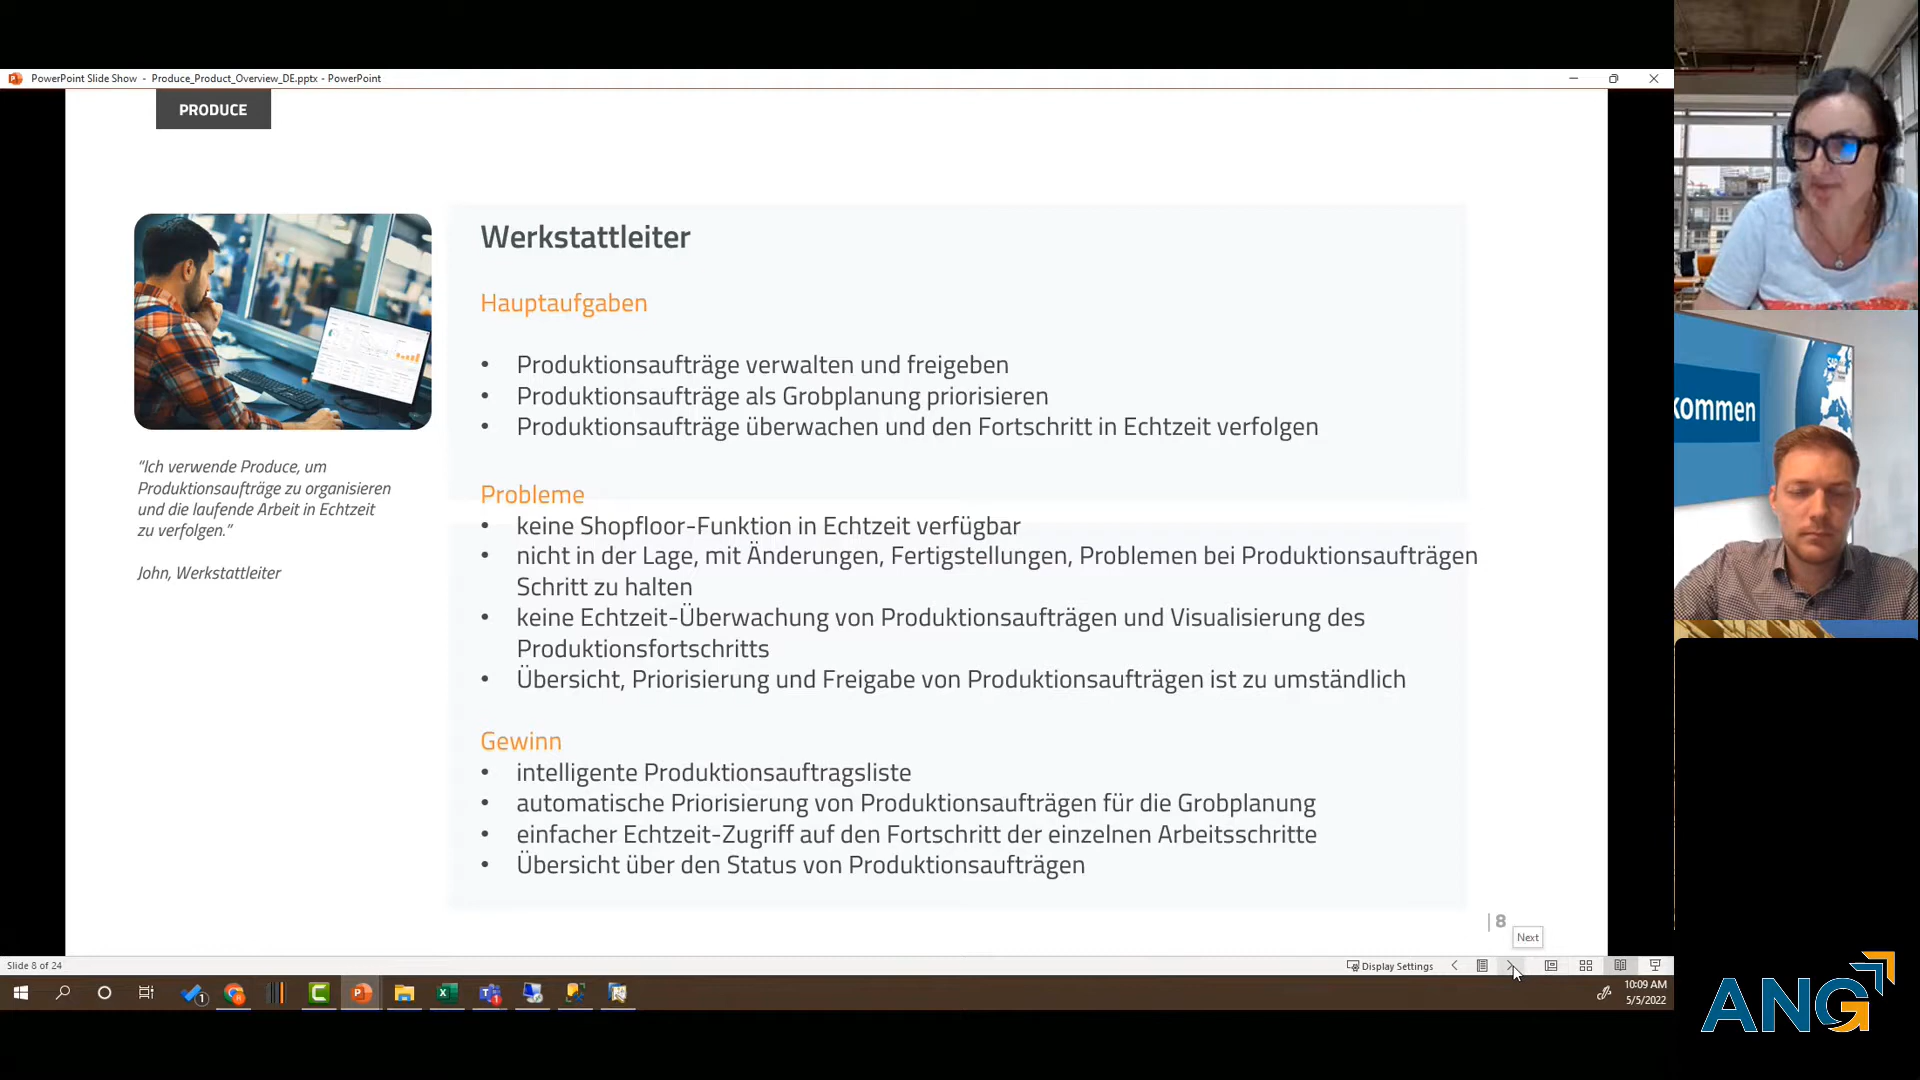 PowerPoint Slide Show - Produce_Product_Overview_DE.pptx - PowerPoint
PRODUCE
Werkstattleiter
Hauptaufgaben
• Produktionsaufträge verwalten und freigeben
• Produktionsaufträge als Grobplanung priorisieren
• Produktionsaufträge überwachen und den Fortschritt in Echtzeit verfolgen
"Ich verwende Produce, um
Produktionsaufträge zu organisieren
und die laufende Arbeit in Echtzeit
zu verfolgen."
John, Werkstattleiter
Probleme
• keine Shopfloor-Funktion in Echtzeit verfügbar
• nicht in der Lage, mit Änderungen, Fertigstellungen, Problemen bei Produktionsaufträgen
Schritt zu halten
• keine Echtzeit-Überwachung von Produktionsaufträgen und Visualisierung des
Produktionsfortschritts
• Übersicht, Priorisierung und Freigabe von Produktionsaufträgen ist zu umständlich
Gewinn
• intelligente Produktionsauftragsliste
• automatische Priorisierung von Produktionsaufträgen für die Grobplanung
• einfacher Echtzeit-Zugriff auf den Fortschritt der einzelnen Arbeitsschritte
• Übersicht über den Status von Produktionsaufträgen
| 8
Next
Slide 8 of 24
Display Settings
10:09 AM
5/5/2022
kommen
ANG